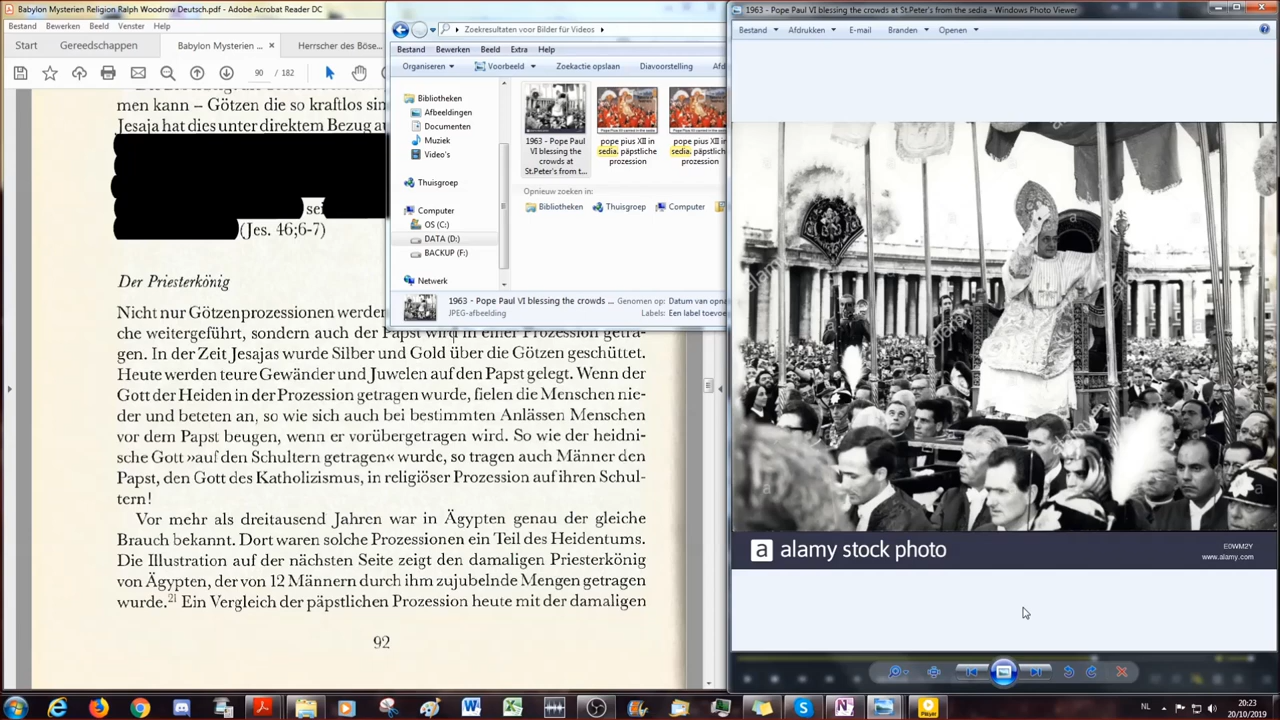 Babylon Mysterien Religion Ralph Woodrow Deutsch.pdf - Adobe Acrobat Reader DC
Bestand Bewerken Beeld Venster Help
Start Gereedschappen Babylon Mysterien ... × Herrscher des Böse...
90 / 182
men kann – Götzen die so kraftlos sin
Jesaja hat dies unter direktem Bezug au
sei
(Jes. 46;6-7)
Der Priesterkönig
Nicht nur Götzenprozessionen werden
che weitergeführt, sondern auch der Papst wird in einer Prozession getra-
gen. In der Zeit Jesajas wurde Silber und Gold über die Götzen geschüttet.
Heute werden teure Gewänder und Juwelen auf den Papst gelegt. Wenn der
Gott der Heiden in der Prozession getragen wurde, fielen die Menschen nie-
der und beteten an, so wie sich auch bei bestimmten Anlässen Menschen
vor dem Papst beugen, wenn er vorübergetragen wird. So wie der heidni-
sche Gott »auf den Schultern getragen« wurde, so tragen auch Männer den
Papst, den Gott des Katholizismus, in religiöser Prozession auf ihren Schul-
tern!
Vor mehr als dreitausend Jahren war in Ägypten genau der gleiche
Brauch bekannt. Dort waren solche Prozessionen ein Teil des Heidentums.
Die Illustration auf der nächsten Seite zeigt den damaligen Priesterkönig
von Ägypten, der von 12 Männern durch ihm zujubelnde Mengen getragen
wurde.21 Ein Vergleich der päpstlichen Prozession heute mit der damaligen
92
Zoekresultaten voor Bilder für Videos
Bestand Bewerken Beeld Extra Help
Organiseren Voorbeeld Zoekactie opslaan Diavoorstelling Afd
Bibliotheken
Afbeeldingen
Documenten
Muziek
Video's
Thuisgroep
Computer
OS (C:)
DATA (D:)
BACKUP (F:)
Netwerk
1963 - Pope Paul
VI blessing the
crowds at
St.Peter's from t...
pope pius XII in
sedia. päpstliche
prozession
pope pius XII in
sedia. päpstliche
prozession
Opnieuw zoeken in:
Bibliotheken Thuisgroep Computer
1963 - Pope Paul VI blessing the crowds ... Genomen op: Datum van opna
JPEG-afbeelding Labels: Een label toevoe
1963 - Pope Paul VI blessing the crowds at St.Peter's from the sedia - Windows Photo Viewer
Bestand Afdrukken E-mail Branden Openen
alamy
a alamy stock photo
E0WM2Y
www.alamy.com
NL
20:23
20/10/2019